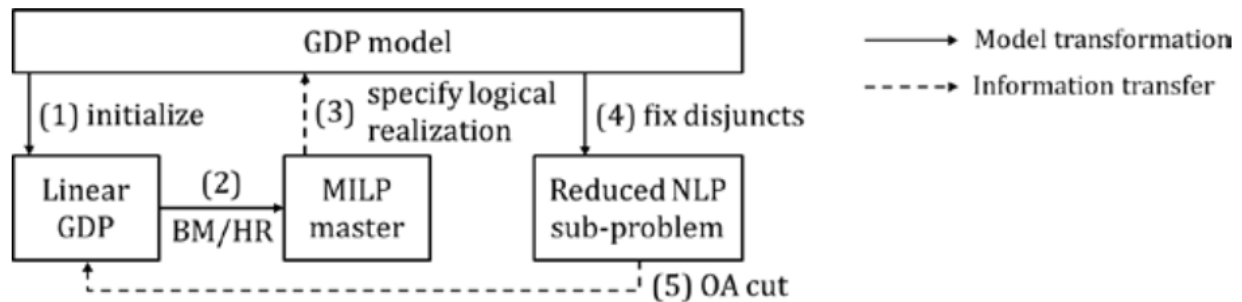 GDP model
Model transformation
Information transfer
(1) initialize
(3) specify logical
realization
(4) fix disjuncts
Linear
GDP
(2)
BM/HR
MILP
master
Reduced NLP
sub-problem
(5) OA cut